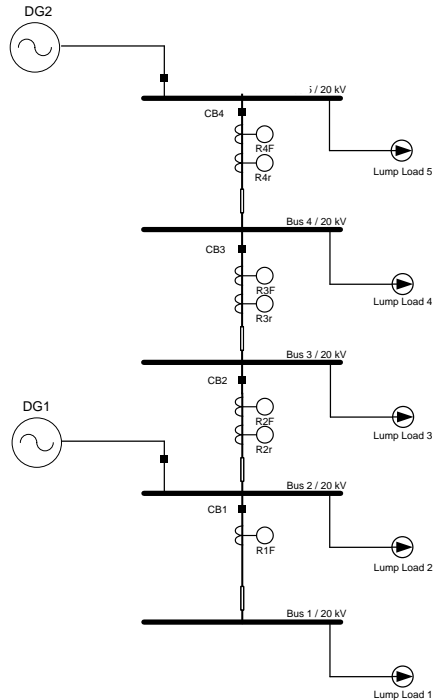 DG2
/ 20 kV
CB4
R4F
R4r
Lump Load 5
Bus 4 / 20 kV
CB3
R3F
R3r
Lump Load 4
Bus 3 / 20 kV
CB2
DG1
R2F
R2r
Lump Load 3
Bus 2 / 20 kV
CB1
R1F
Lump Load 2
Bus 1 / 20 kV
Lump Load 1